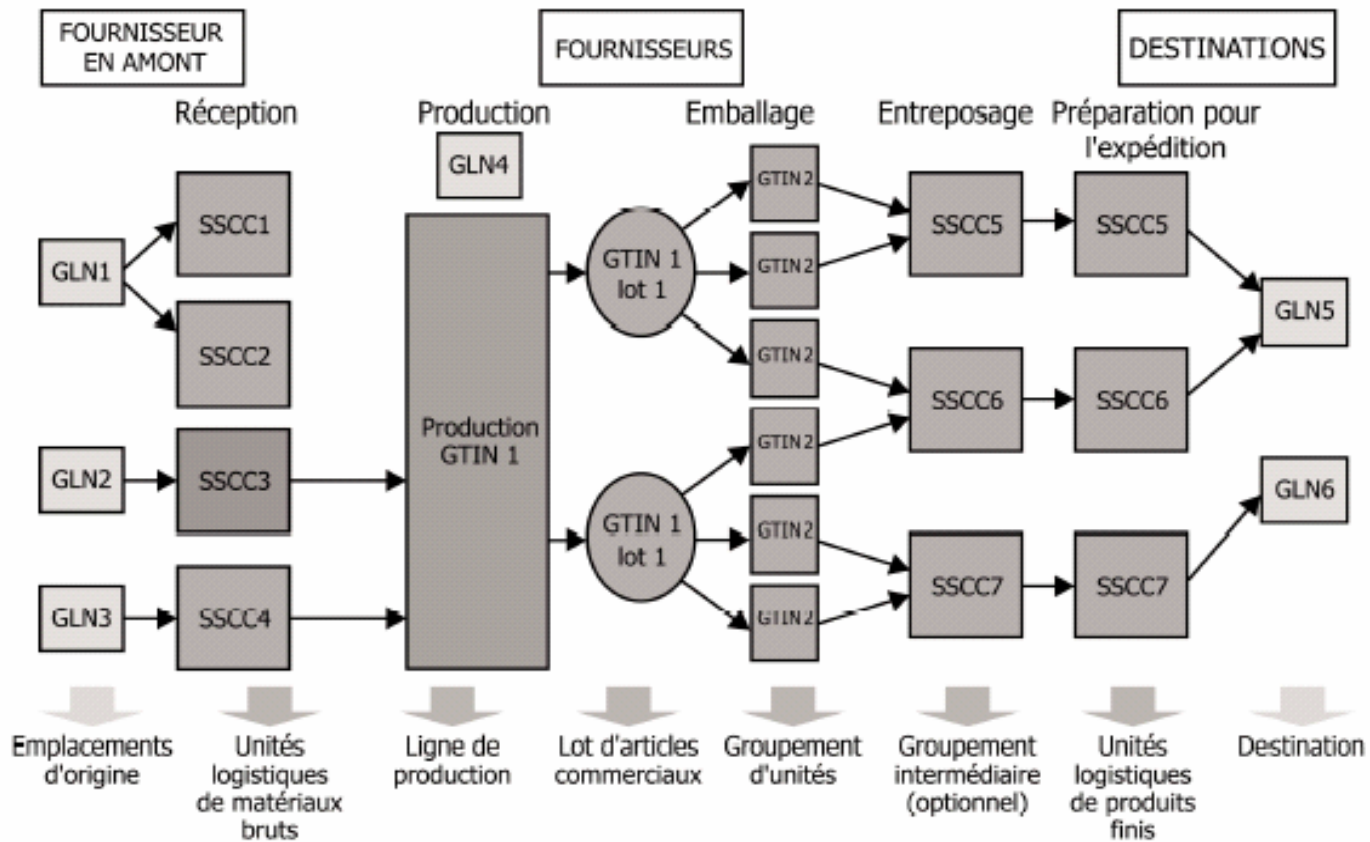 FOURNISSEUR
EN AMONT
FOURNISSEURS
DESTINATIONS
Réception
Production
Emballage
Entreposage
Préparation pour
l'expédition
GLN4
GLN1
GLN2
GLN3
SSCC1
SSCC2
SSCC3
SSCC4
Production
GTIN 1
GTIN 1
lot 1
GTIN 1
lot 1
GTIN 2
GTIN 2
GTIN 2
GTIN 2
GTIN 2
GTIN 2
SSCC5
SSCC6
SSCC7
SSCC5
SSCC6
SSCC7
GLN5
GLN6
Emplacements
d'origine
Unités
logistiques
de matériaux
bruts
Ligne de
production
Lot d'articles
commerciaux
Groupement
d'unités
Groupement
intermédiaire
(optionnel)
Unités
logistiques
de produits
finis
Destination